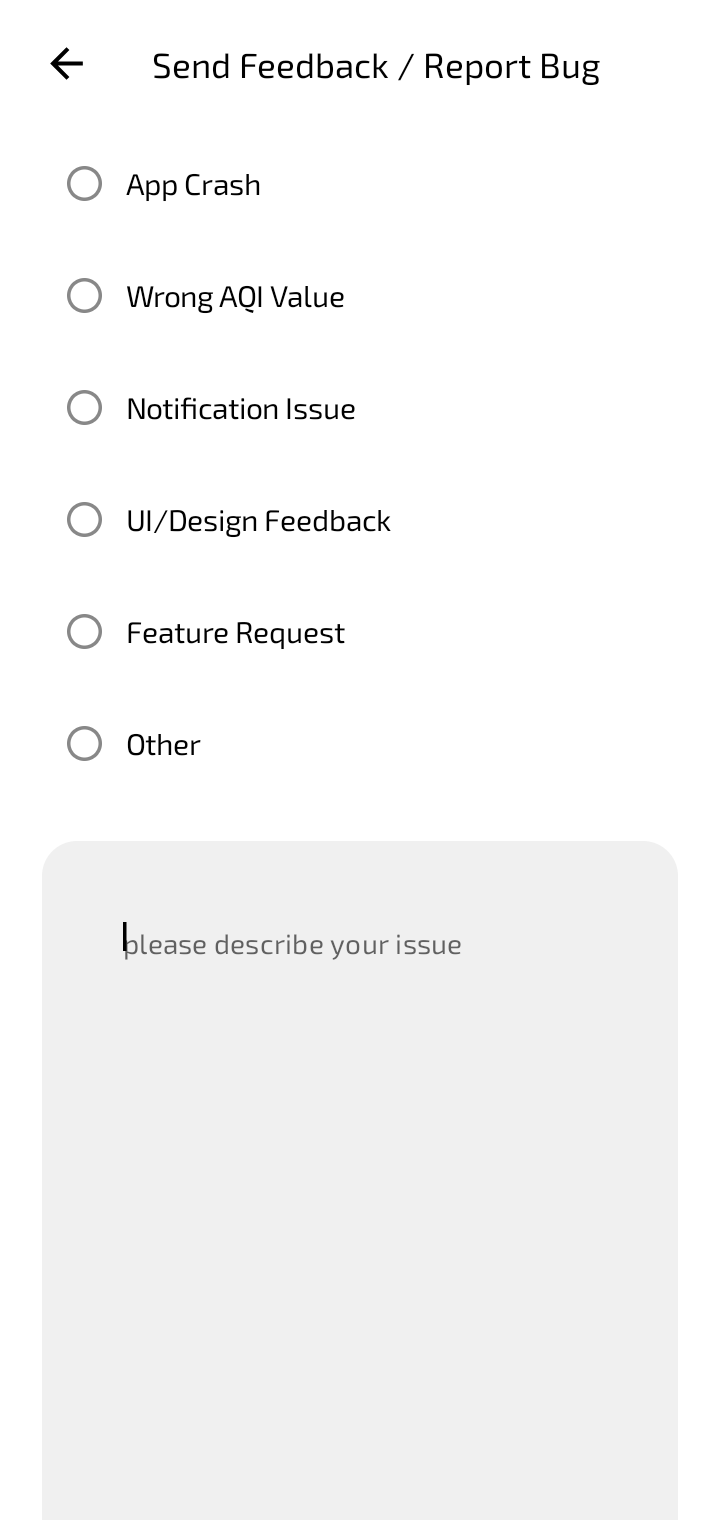 Send Feedback / Report Bug
App Crash
Wrong AQI Value
Notification Issue
UI/Design Feedback
Feature Request
Other
please describe your issue